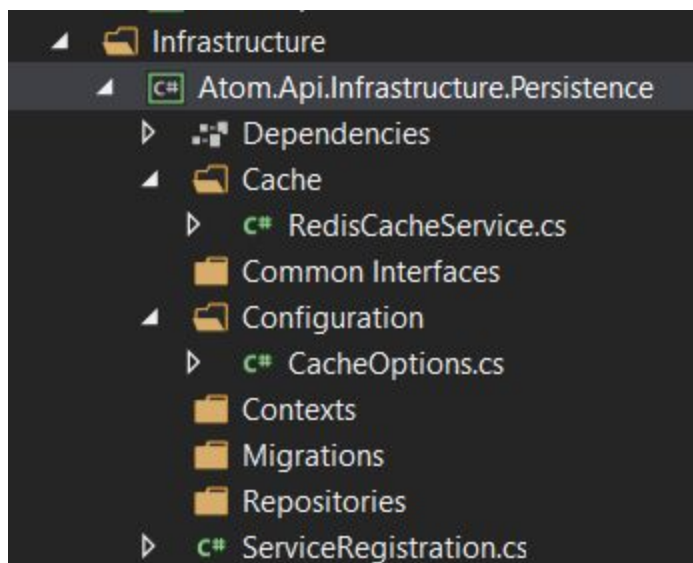 Infrastructure
C# Atom.Api.Infrastructure.Persistence
Dependencies
Cache
C# RedisCacheService.cs
Common Interfaces
Configuration
C# CacheOptions.cs
Contexts
Migrations
Repositories
C# ServiceRegistration.cs